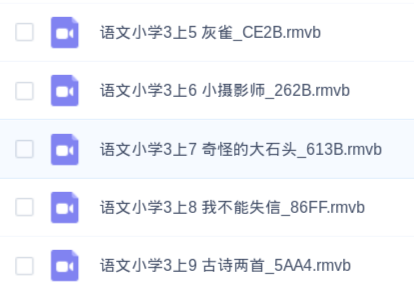 语文小学3上5 灰雀_CE2B.rmvb
语文小学3上6 小摄影师_262B.rmvb
语文小学3上7 奇怪的大石头_613B.rmvb
语文小学3上8 我不能失信_86FF.rmvb
语文小学3上9 古诗两首_5AA4.rmvb